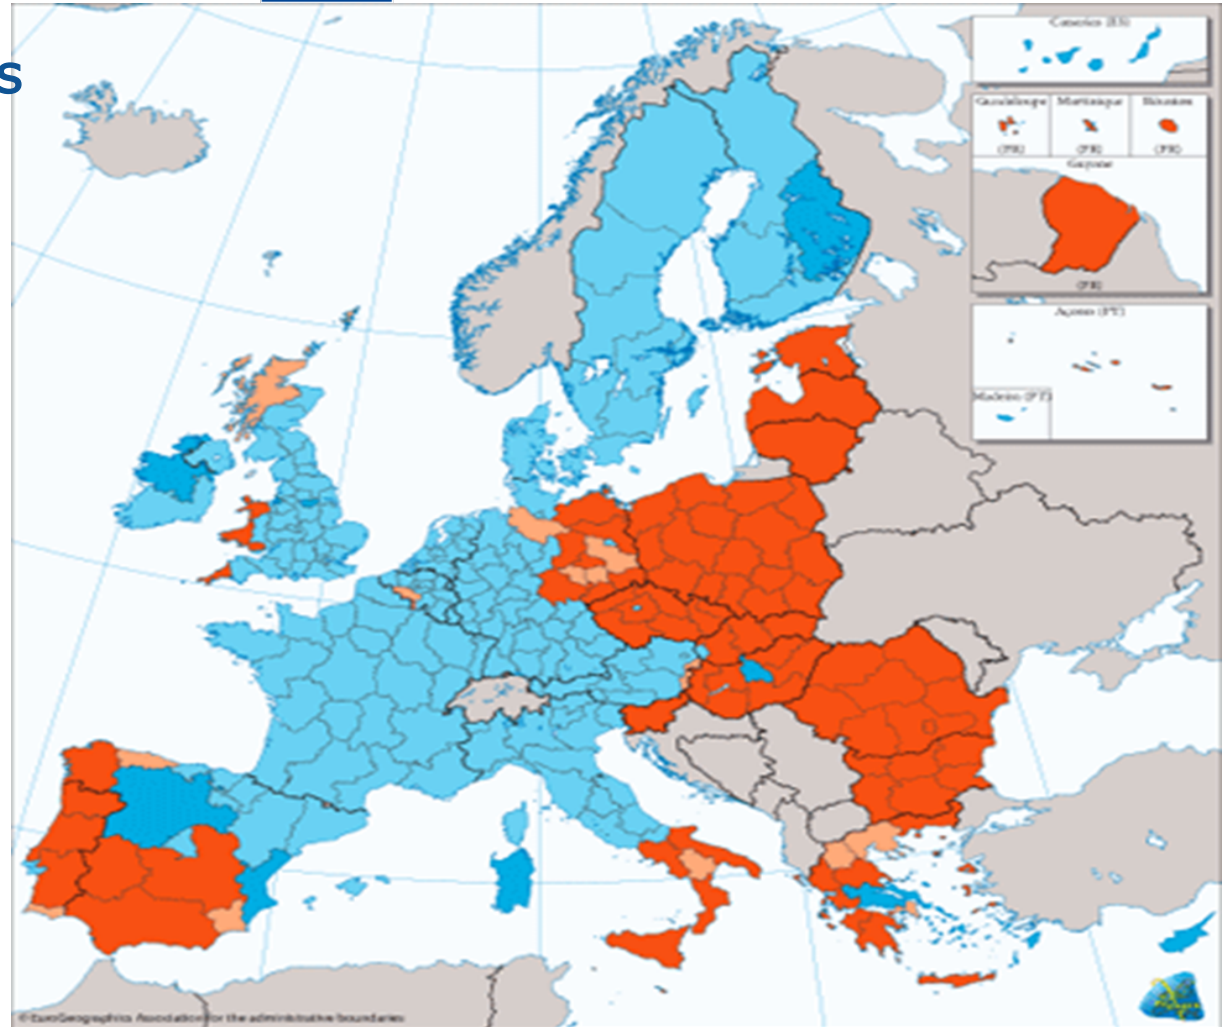 S
Canarias (ES)
Guadeloupe Martinique Réunion
(FR) (FR) (FR)
Guyane
(FR)
Açores (PT)
Madeira (PT)
©EuroGeographics Association for the administrative boundaries